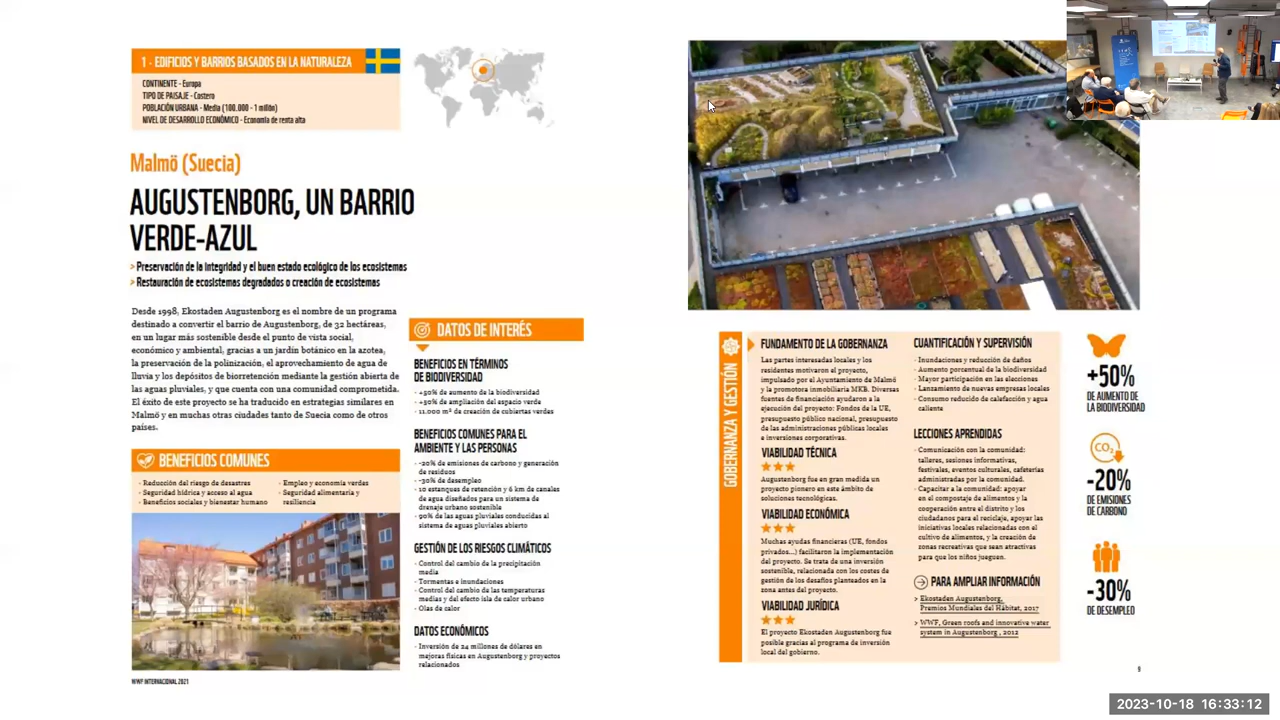 1 - EDIFICIOS Y BARRIOS BASADOS EN LA NATURALEZA
CONTINENTE - Europa
TIPO DE PAISAJE - Costera
POBLACIÓN URBANA - Media (100.000 - 1 millón)
NIVEL DE DESARROLLO ECONÓMICO - Economía de renta alta
Malmö (Suecia)
AUGUSTENBORG, UN BARRIO
VERDE-AZUL
> Preservación de la integridad y el buen estado ecológico de los ecosistemas
> Restauración de ecosistemas degradados o creación de ecosistemas
Desde 1998, Ekostaden Augustenborg es el nombre de un programa
destinado a convertir el barrio de Augustenborg, de 32 hectáreas,
en un lugar más sostenible desde el punto de vista social,
económico y ambiental, gracias a un jardín botánico en la azotea,
la preservación de la polinización, el aprovechamiento de agua de
lluvia y los depósitos de biorretención mediante la gestión abierta de
las aguas pluviales, y que cuenta con una comunidad comprometida.
El éxito de este proyecto se ha traducido en estrategias similares en
Malmö y en muchas otras ciudades tanto de Suecia como de otros
países.
BENEFICIOS COMUNES
· Reducción del riesgo de desastres
· Seguridad hídrica y acceso al agua
· Beneficios sociales y bienestar humano
· Empleo y economía verdes
· Seguridad alimentaria y
resiliencia
WWF INTERNACIONAL 2021
DATOS DE INTERÉS
BENEFICIOS EN TÉRMINOS
DE BIODIVERSIDAD
· +50% de aumento de la biodiversidad
· +50% de ampliación del espacio verde
· 11.000 m² de creación de cubiertas verdes
BENEFICIOS COMUNES PARA EL
AMBIENTE Y LAS PERSONAS
· -20% de emisiones de carbono y generación
de residuos
· -30% de desempleo
· 10 estanques de retención y 6 km de canales
de agua diseñados para un sistema de
drenaje urbano sostenible
· 90% de las aguas pluviales conducidas al
sistema de aguas pluviales abierto
GESTIÓN DE LOS RIESGOS CLIMÁTICOS
· Control del cambio de la precipitación
media
· Tormentas e inundaciones
· Control del cambio de las temperaturas
medias y del efecto isla de calor urbano
· Olas de calor
DATOS ECONÓMICOS
· Inversión de 24 millones de dólares en
mejoras físicas en Augustenborg y proyectos
relacionados
GOBERNANZA Y GESTIÓN
FUNDAMENTO DE LA GOBERNANZA
Las partes interesadas locales y los
residentes motivaron el proyecto,
impulsado por el Ayuntamiento de Malmö
y la promotora inmobiliaria MKB. Diversas
fuentes de financiación ayudaron a la
ejecución del proyecto: Fondos de la UE,
presupuesto público nacional, presupuesto
de las administraciones públicas locales
e inversiones corporativas.
VIABILIDAD TÉCNICA
Augustenborg fue en gran medida un
proyecto pionero en este ámbito de
soluciones tecnológicas.
VIABILIDAD ECONÓMICA
Muchas ayudas financieras (UE, fondos
privados...) facilitaron la implementación
del proyecto. Se trata de una inversión
sostenible, relacionada con los costes de
gestión de los desafíos planteados en la
zona antes del proyecto.
VIABILIDAD JURÍDICA
El proyecto Ekostaden Augustenborg fue
posible gracias al programa de inversión
local del gobierno.
CUANTIFICACIÓN Y SUPERVISIÓN
· Inundaciones y reducción de daños
· Aumento porcentual de la biodiversidad
· Mayor participación en las elecciones
· Lanzamiento de nuevas empresas locales
· Consumo reducido de calefacción y agua
caliente
LECCIONES APRENDIDAS
· Comunicación con la comunidad:
talleres, sesiones informativas,
festivales, eventos culturales, cafeterías
administradas por la comunidad.
· Capacitar a la comunidad: apoyar
en el compostaje de alimentos y la
cooperación entre el distrito y los
ciudadanos para el reciclaje, apoyar las
iniciativas locales relacionadas con el
cultivo de alimentos, y la creación de
zonas recreativas que sean atractivas
para que los niños jueguen.
PARA AMPLIAR INFORMACIÓN
> Ekostaden Augustenborg,
Premios Mundiales del Hábitat, 2017
> WWF, Green roofs and innovative water
system in Augustenborg , 2012
+50%
DE AUMENTO DE
LA BIODIVERSIDAD
CO2
-20%
DE EMISIONES
DE CARBONO
-30%
DE DESEMPLEO
9
2023-10-18 16:33:12